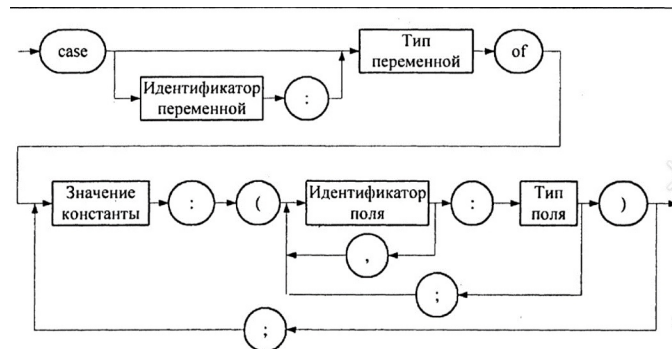 case
Тип
переменной
of
Идентификатор
переменной
:
Значение
константы
:
(
Идентификатор
поля
:
Тип
поля
)
,
;
;